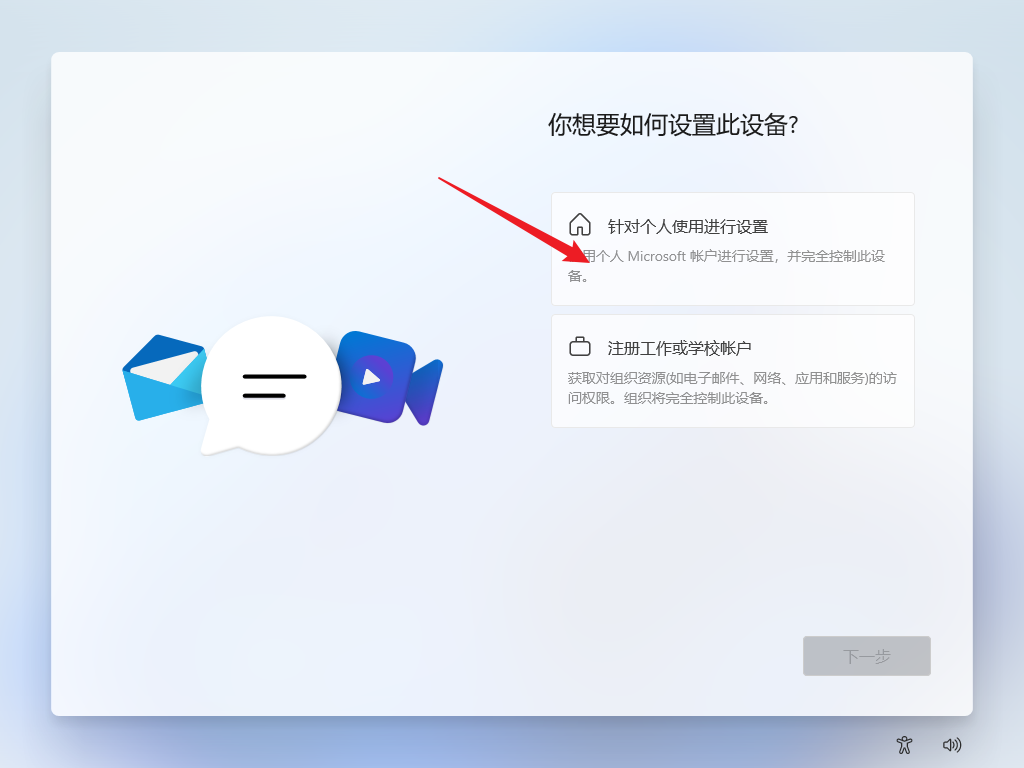 你想要如何设置此设备?
针对个人使用进行设置
用个人 Microsoft 帐户进行设置，并完全控制此设
备。
注册工作或学校帐户
获取对组织资源(如电子邮件、网络、应用和服务)的访
问权限。组织将完全控制此设备。
下一步